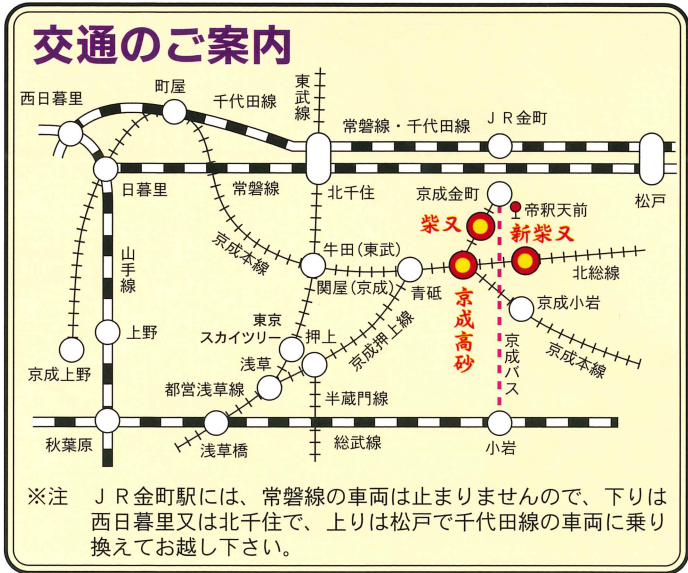 交通のご案内
東武線
町屋
西日暮里
千代田線
常磐線・千代田線
ＪＲ金町
日暮里
常磐線
北千住
京成金町
松戸
帝釈天前
柴又
新柴又
山手線
京成本線
牛田(東武)
関屋(京成)
青砥
北総線
京成高砂
京成小岩
東京
スカイツリー
押上
京成押上線
京成バス
京成本線
上野
京成上野
浅草
都営浅草線
半蔵門線
秋葉原
浅草橋
総武線
小岩
※注　ＪＲ金町駅には、常磐線の車両は止まりませんので、下りは
西日暮里又は北千住で、上りは松戸で千代田線の車両に乗り
換えてお越し下さい。